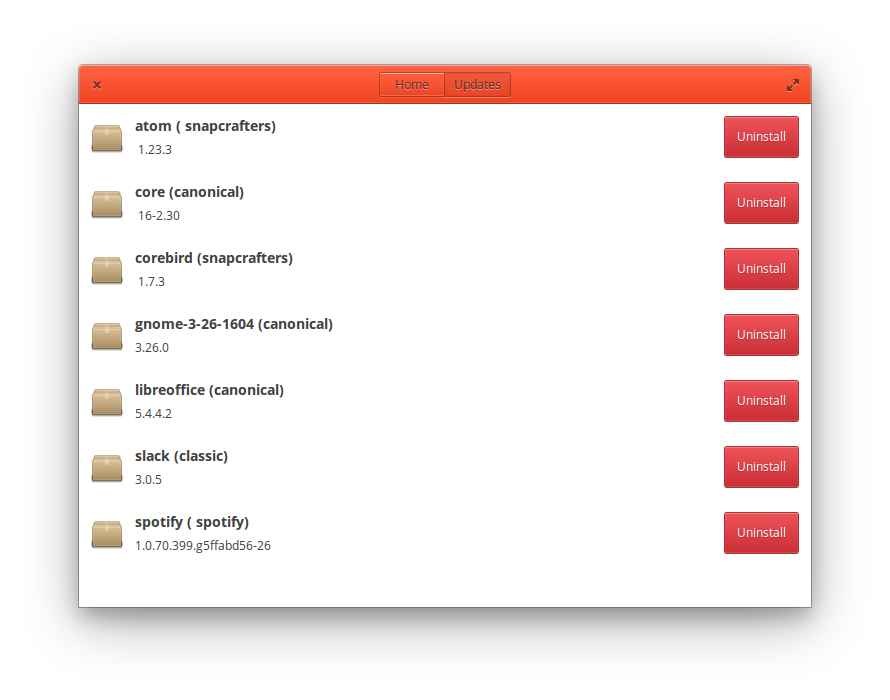 Home
Updates
atom ( snapcrafters)
1.23.3
Uninstall
core (canonical)
16-2.30
Uninstall
corebird (snapcrafters)
1.7.3
Uninstall
gnome-3-26-1604 (canonical)
3.26.0
Uninstall
libreoffice (canonical)
5.4.4.2
Uninstall
slack (classic)
3.0.5
Uninstall
spotify ( spotify)
1.0.70.399.g5ffabd56-26
Uninstall